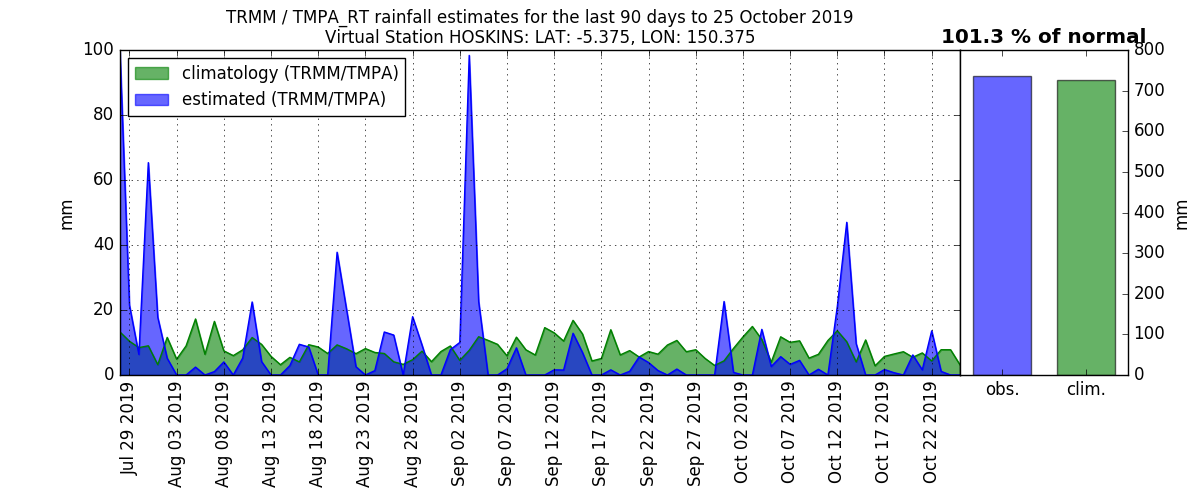 TRMM / TMPA_RT rainfall estimates for the last 90 days to 25 October 2019
Virtual Station HOSKINS: LAT: -5.375, LON: 150.375
101.3 % of normal
climatology (TRMM/TMPA)
estimated (TRMM/TMPA)
100
80
60
40
20
0
mm
Jul 29 2019
Aug 03 2019
Aug 08 2019
Aug 13 2019
Aug 18 2019
Aug 23 2019
Aug 28 2019
Sep 02 2019
Sep 07 2019
Sep 12 2019
Sep 17 2019
Sep 22 2019
Sep 27 2019
Oct 02 2019
Oct 07 2019
Oct 12 2019
Oct 17 2019
Oct 22 2019
obs.
clim.
800
700
600
500
400
300
200
100
0
mm